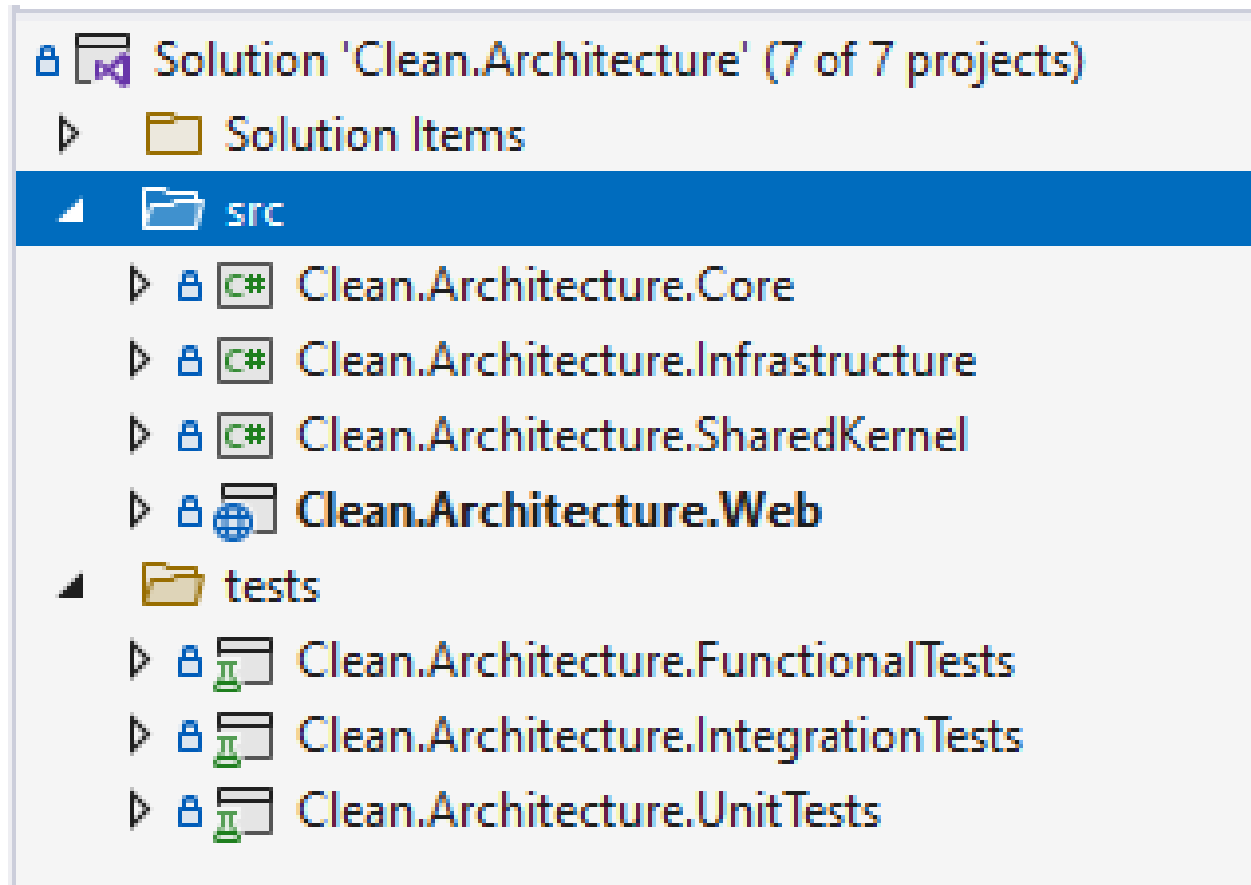 Solution 'Clean.Architecture' (7 of 7 projects)
Solution Items
src
C# Clean.Architecture.Core
C# Clean.Architecture.Infrastructure
C# Clean.Architecture.SharedKernel
Clean.Architecture.Web
tests
Clean.Architecture.FunctionalTests
Clean.Architecture.IntegrationTests
Clean.Architecture.UnitTests